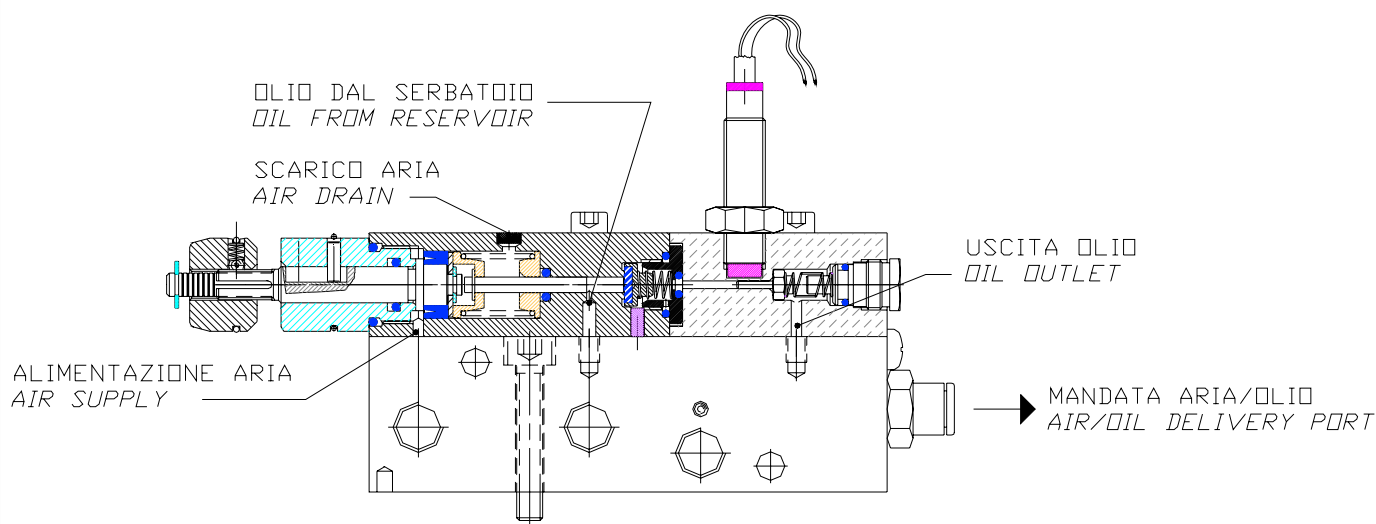 OLIO DAL SERBATOIO
OIL FROM RESERVOIR
SCARICO ARIA
AIR DRAIN
USCITA OLIO
OIL OUTLET
ALIMENTAZIONE ARIA
AIR SUPPLY
MANDATA ARIA/OLIO
AIR/OIL DELIVERY PORT